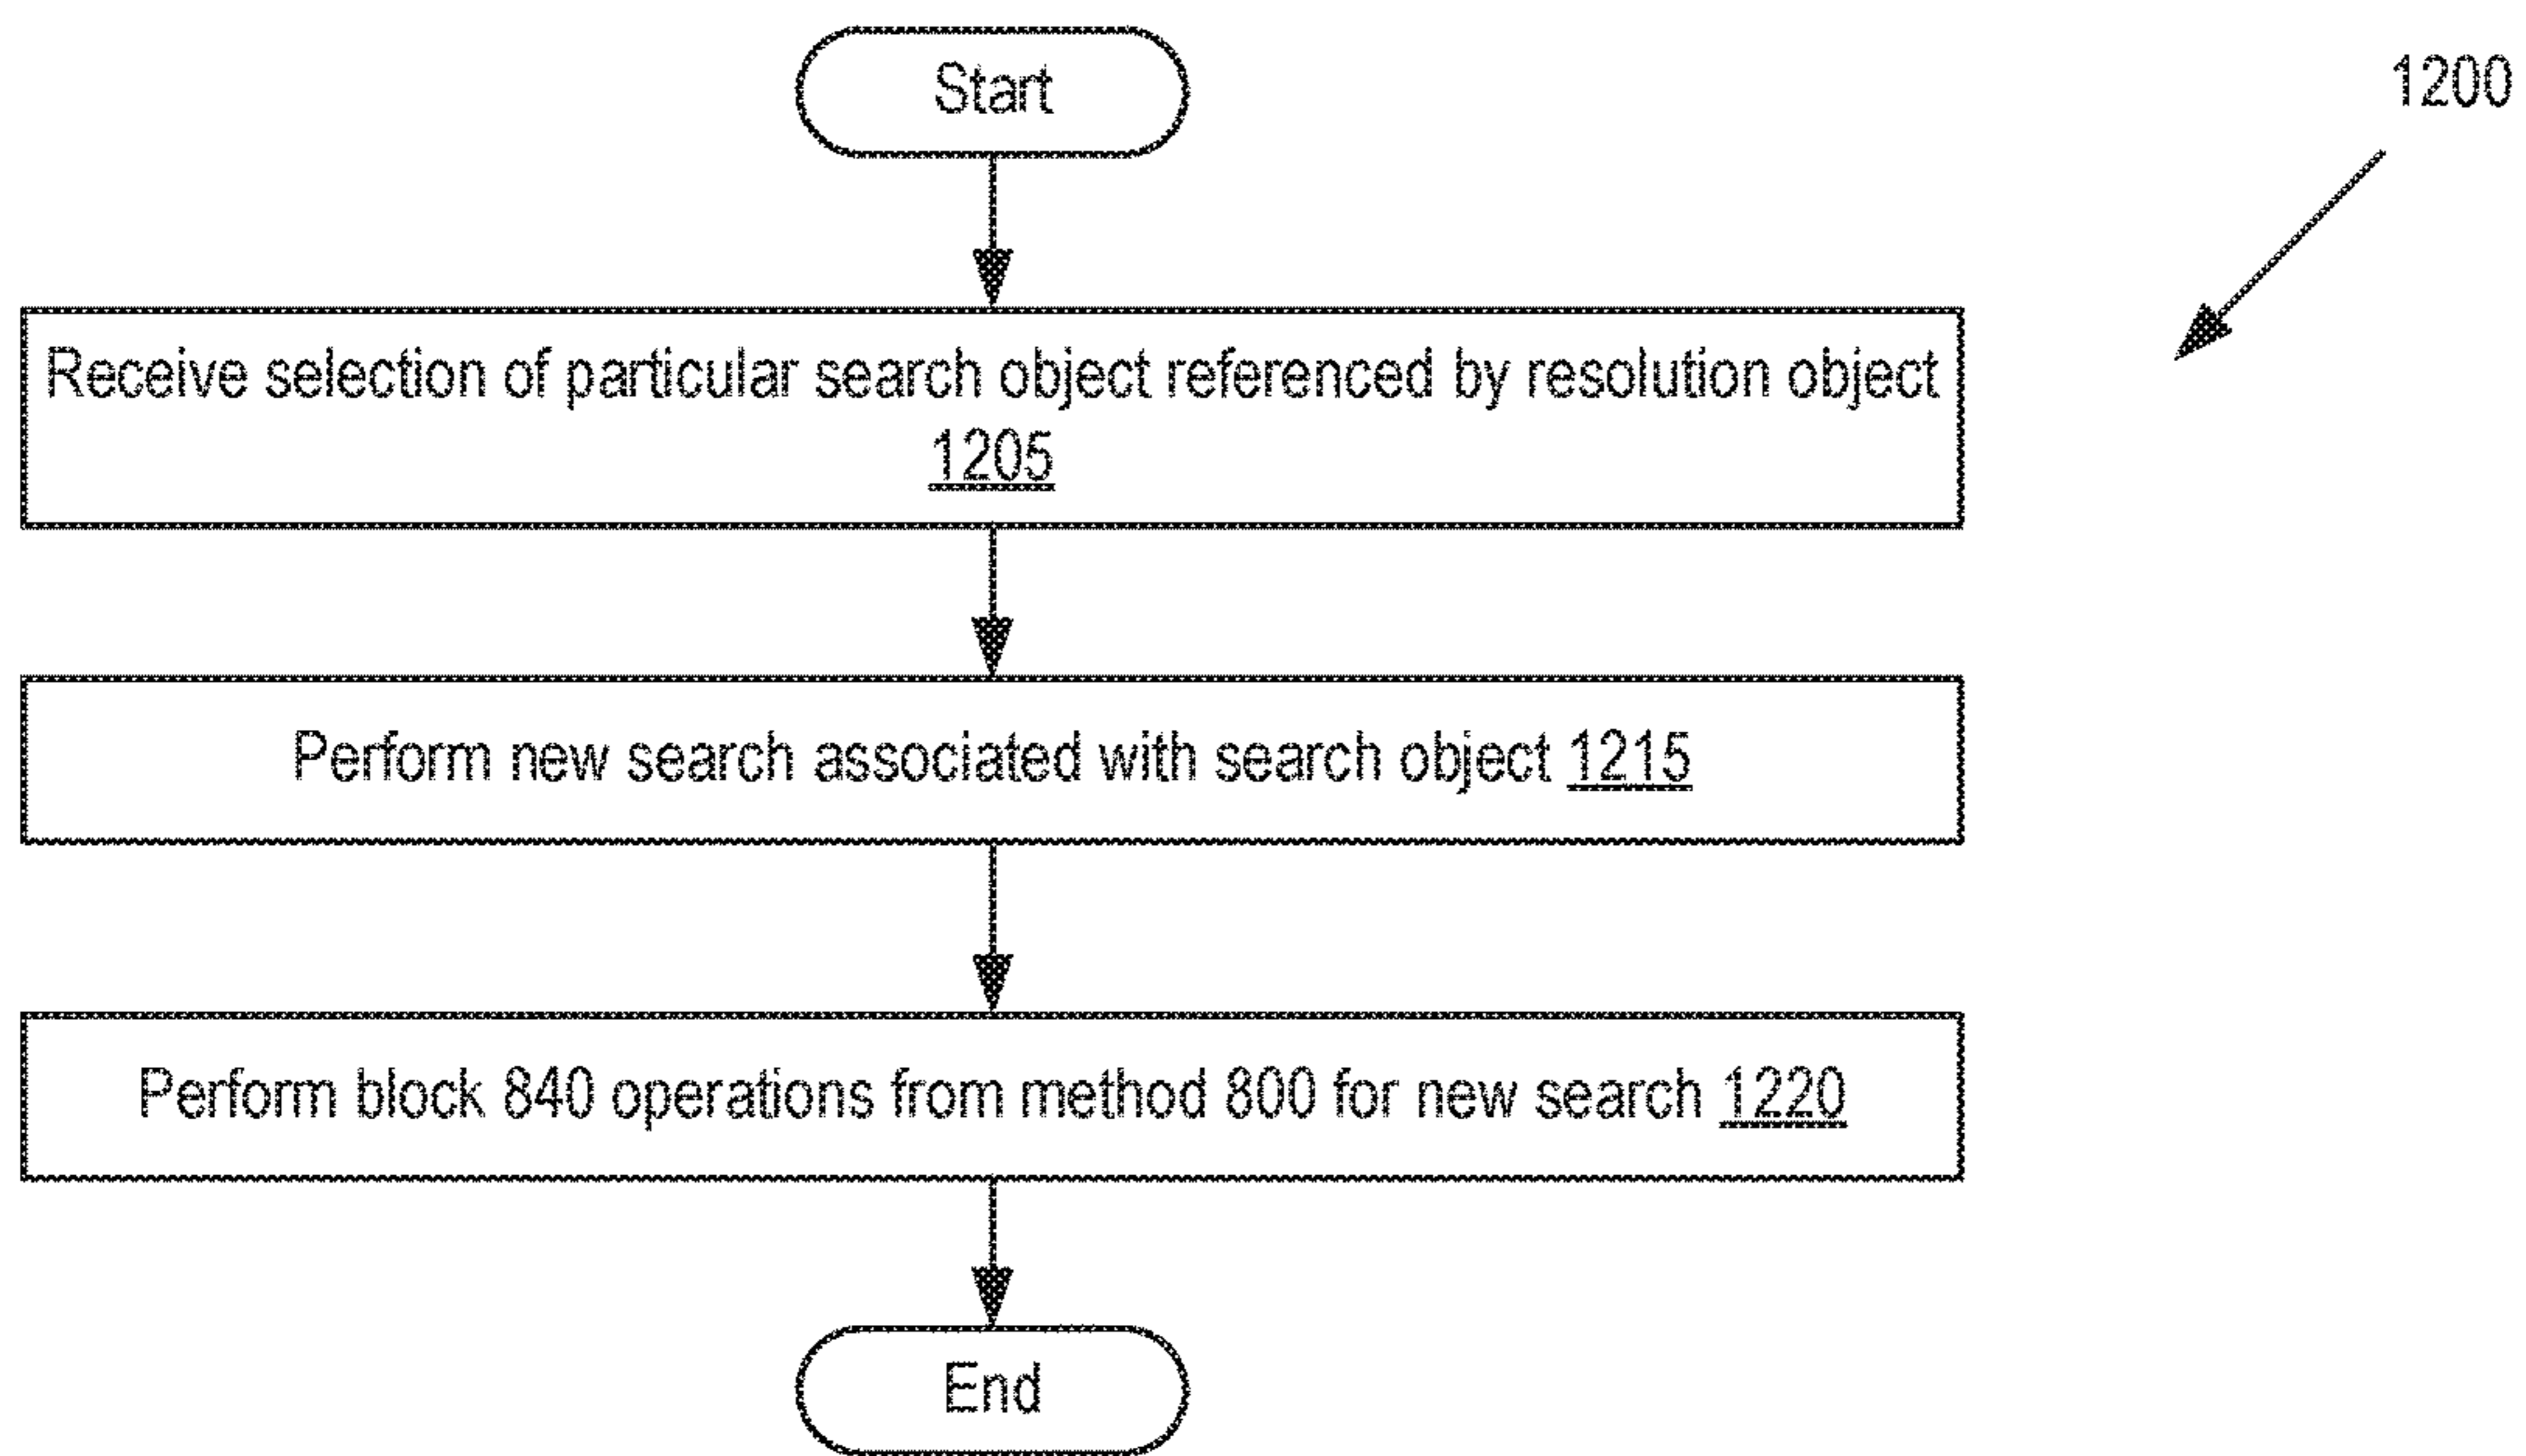 Start
1200
Receive selection of particular search object referenced by resolution object
1205
Perform new search associated with search object 1215
Perform block 840 operations from method 800 for new search 1220
End